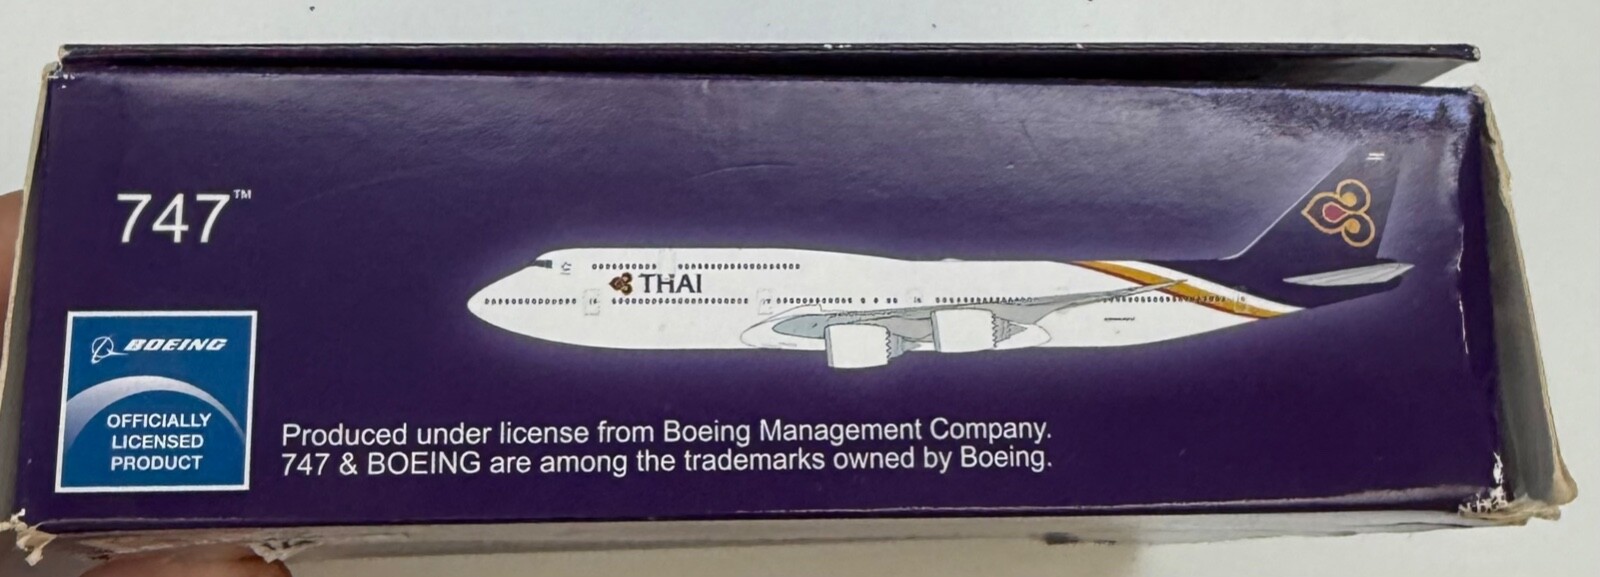 747™
THAI
BOEING
OFFICIALLY
LICENSED
PRODUCT
Produced under license from Boeing Management Company.
747 & BOEING are among the trademarks owned by Boeing.